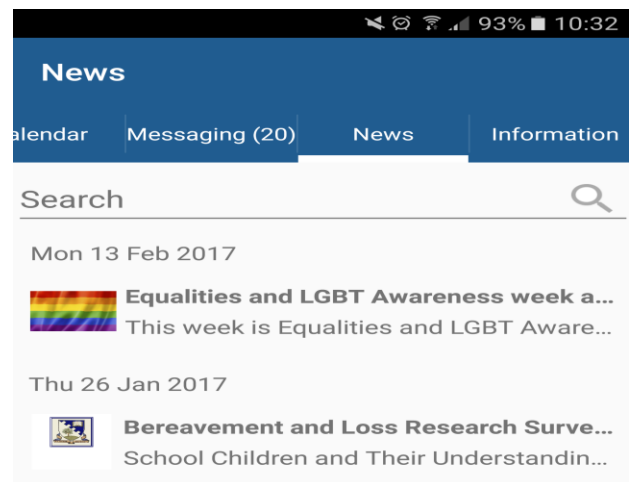 93% 10:32
News
alendar Messaging (20) News Information
Search
Mon 13 Feb 2017
Equalities and LGBT Awareness week a...
This week is Equalities and LGBT Aware...
Thu 26 Jan 2017
Bereavement and Loss Research Surve...
School Children and Their Understandin...